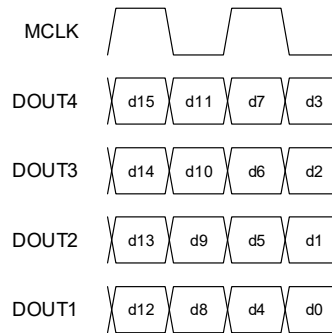 MCLK
DOUT4 d15 d11 d7 d3
DOUT3 d14 d10 d6 d2
DOUT2 d13 d9 d5 d1
DOUT1 d12 d8 d4 d0